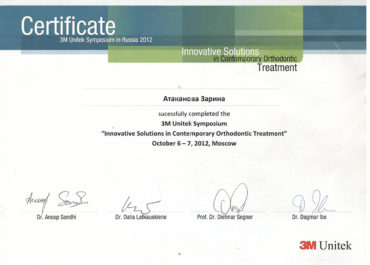 Certificate
3M Unitek Symposium in Russia 2012
Innovative Solutions
in Contemporary Orthodontic
Treatment
Атаканова Зарина
sucessfully completed the
3M Unitek Symposium
"Innovative Solutions in Contemporary Orthodontic Treatment"
October 6 – 7, 2012, Moscow
Dr. Anoop Sondhi
Dr. Dalia Latkauskiene
Prof. Dr. Dietmar Segner
Dr. Dagmar Ibe
3M Unitek